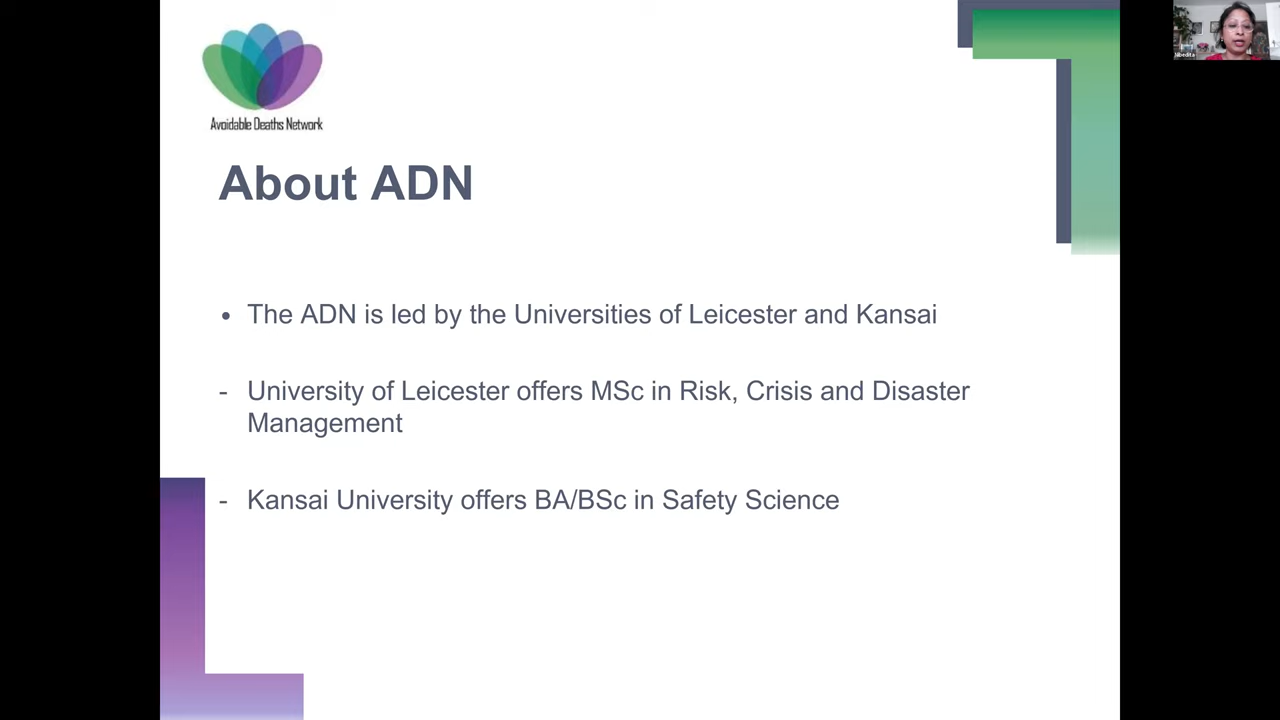 Avoidable Deaths Network
About ADN
• The ADN is led by the Universities of Leicester and Kansai
- University of Leicester offers MSc in Risk, Crisis and Disaster
Management
- Kansai University offers BA/BSc in Safety Science
Nibedita